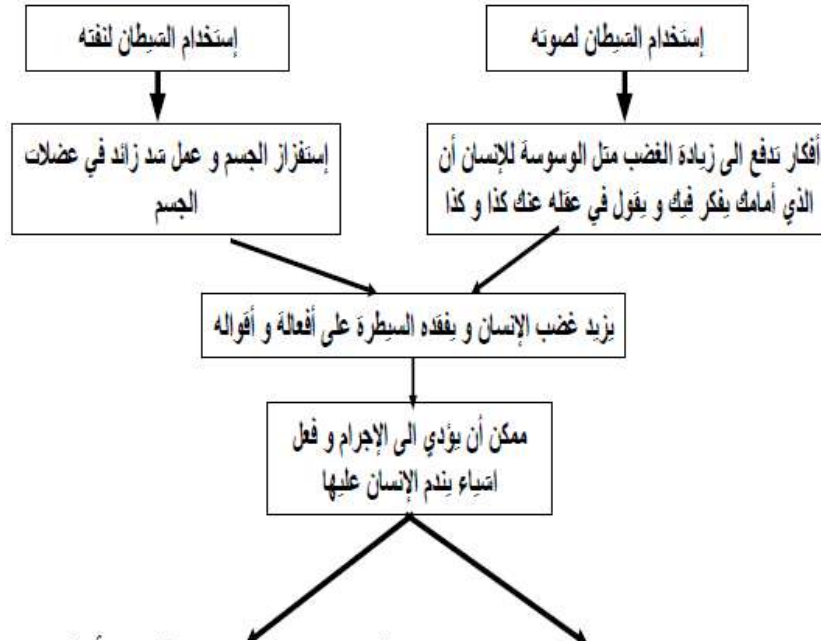 إستخدام الشيطان لصوته
إستخدام الشيطان لنفثه
أفكار تدفع الى زيادة الغضب مثل الوسوسة للإنسان أن
الذي أمامك يفكر فيك و يقول في عقله عنك كذا و كذا
إستفزاز الجسم و عمل شد زائد في عضلات
الجسم
يزيد غضب الإنسان و يفقده السيطرة على أفعالة و أقواله
ممكن أن يؤدي الى الإجرام و فعل
اشياء يندم الإنسان عليها